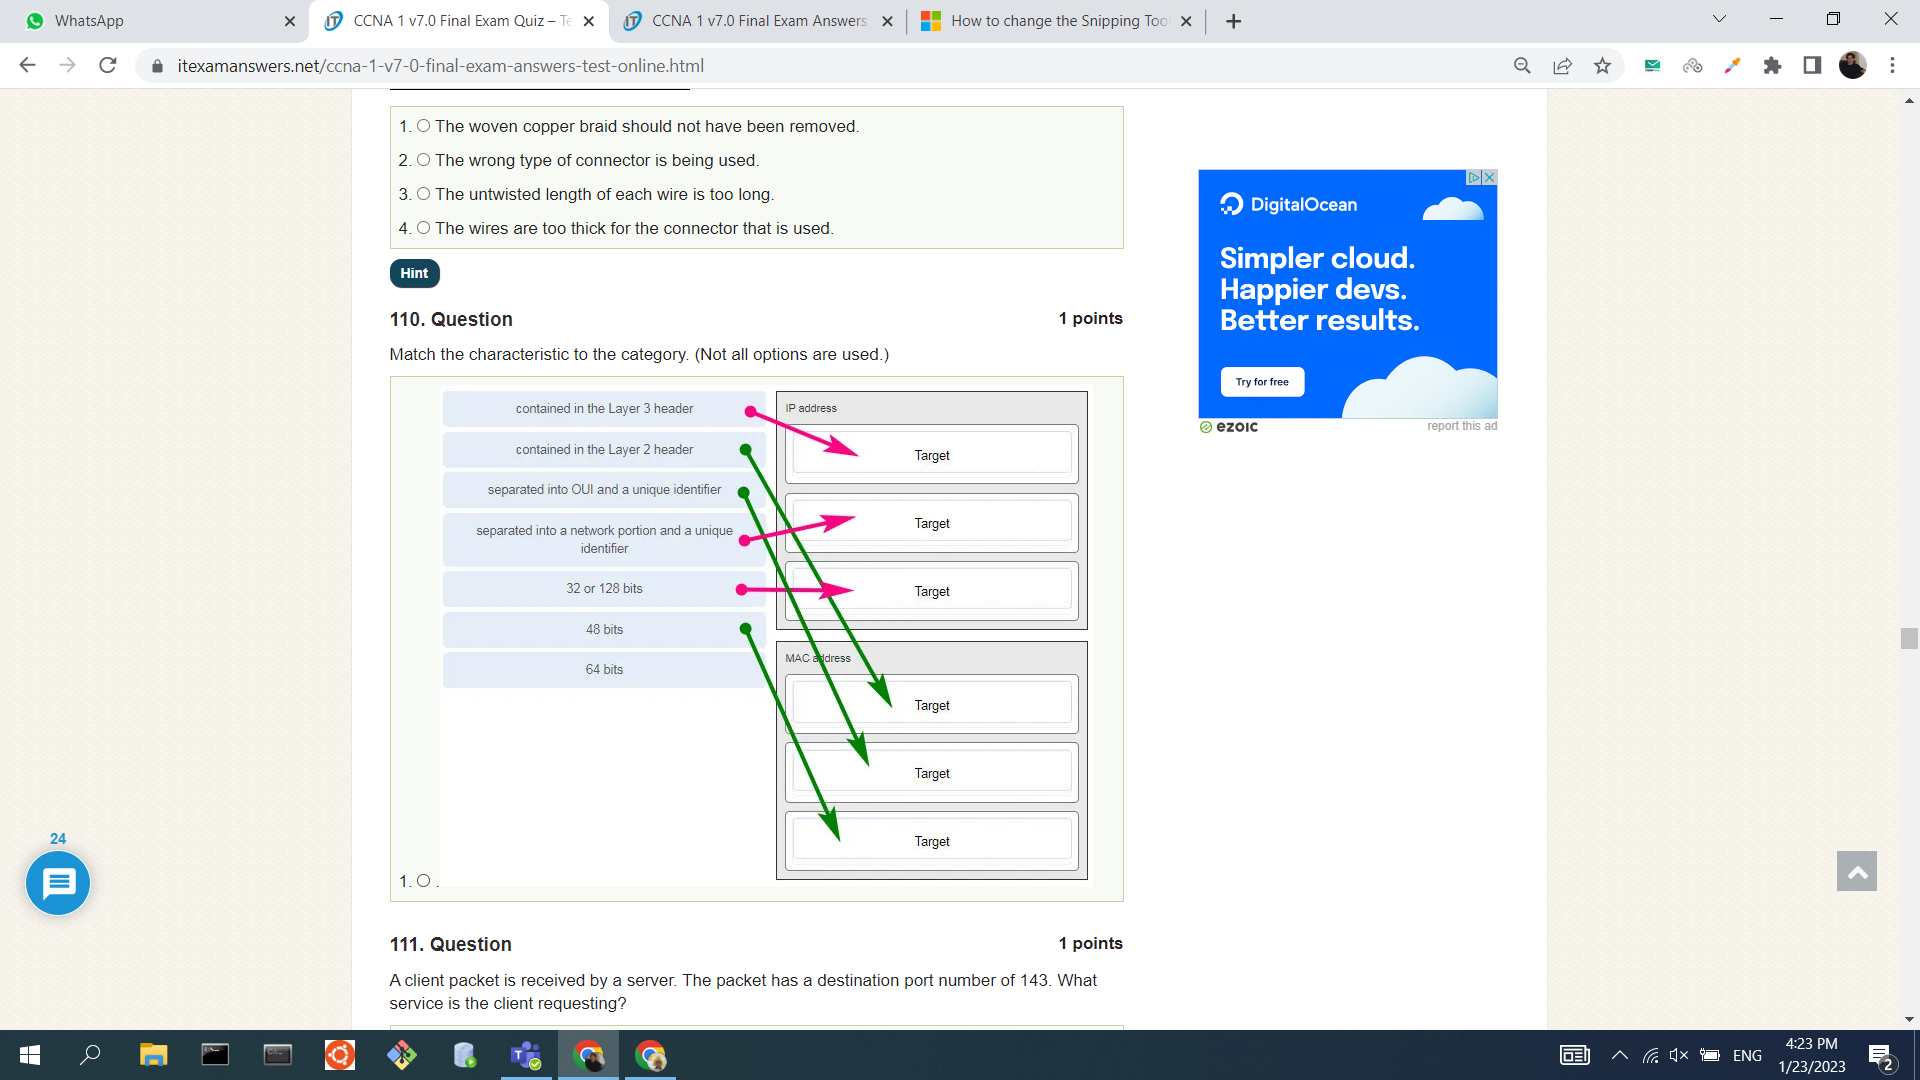 WhatsApp
CCNA 1 v7.0 Final Exam Quiz – Te
CCNA 1 v7.0 Final Exam Answers
How to change the Snipping Too
itexamanswers.net/ccna-1-v7-0-final-exam-answers-test-online.html
1. The woven copper braid should not have been removed.
2. The wrong type of connector is being used.
3. The untwisted length of each wire is too long.
4. The wires are too thick for the connector that is used.
Hint
110. Question
1 points
Match the characteristic to the category. (Not all options are used.)
contained in the Layer 3 header
contained in the Layer 2 header
separated into OUI and a unique identifier
separated into a network portion and a unique
identifier
32 or 128 bits
48 bits
64 bits
IP address
Target
Target
Target
MAC address
Target
Target
Target
1. .
111. Question
1 points
A client packet is received by a server. The packet has a destination port number of 143. What
service is the client requesting?
DigitalOcean
Simpler cloud.
Happier devs.
Better results.
Try for free
ezoic
report this ad
24
ENG
4:23 PM
1/23/2023
2